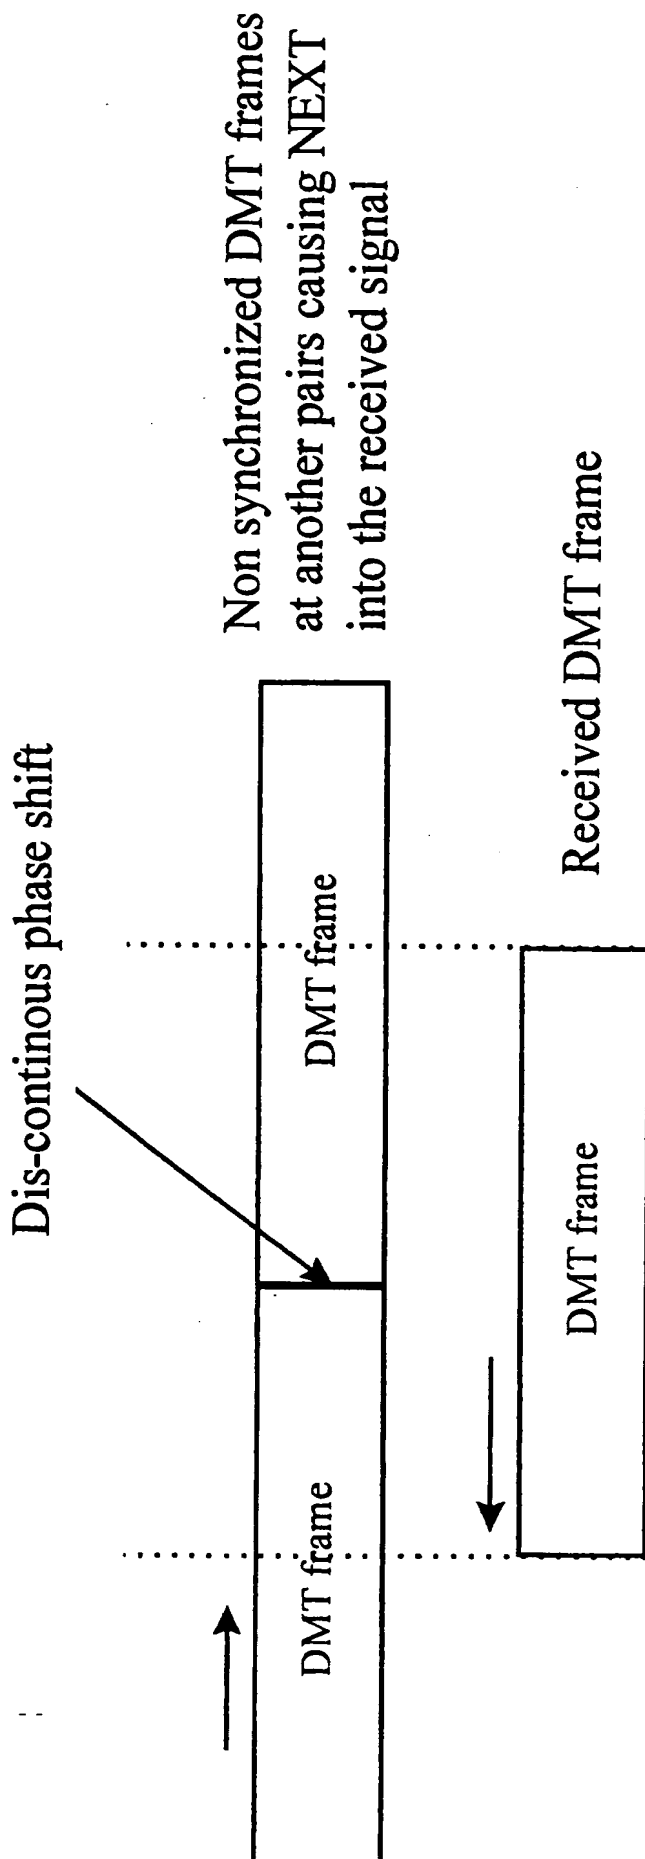 Dis-continous phase shift
Non synchronized DMT frames
at another pairs causing NEXT
into the received signal
DMT frame
DMT frame
DMT frame
Received DMT frame